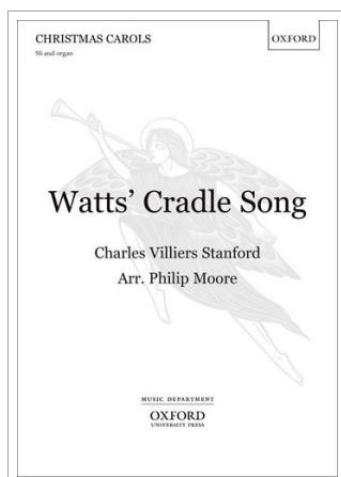 CHRISTMAS CAROLS
OXFORD
SS and organ
Watts' Cradle Song
Charles Villiers Stanford
Arr. Philip Moore
MUSIC DEPARTMENT
OXFORD
UNIVERSITY PRESS